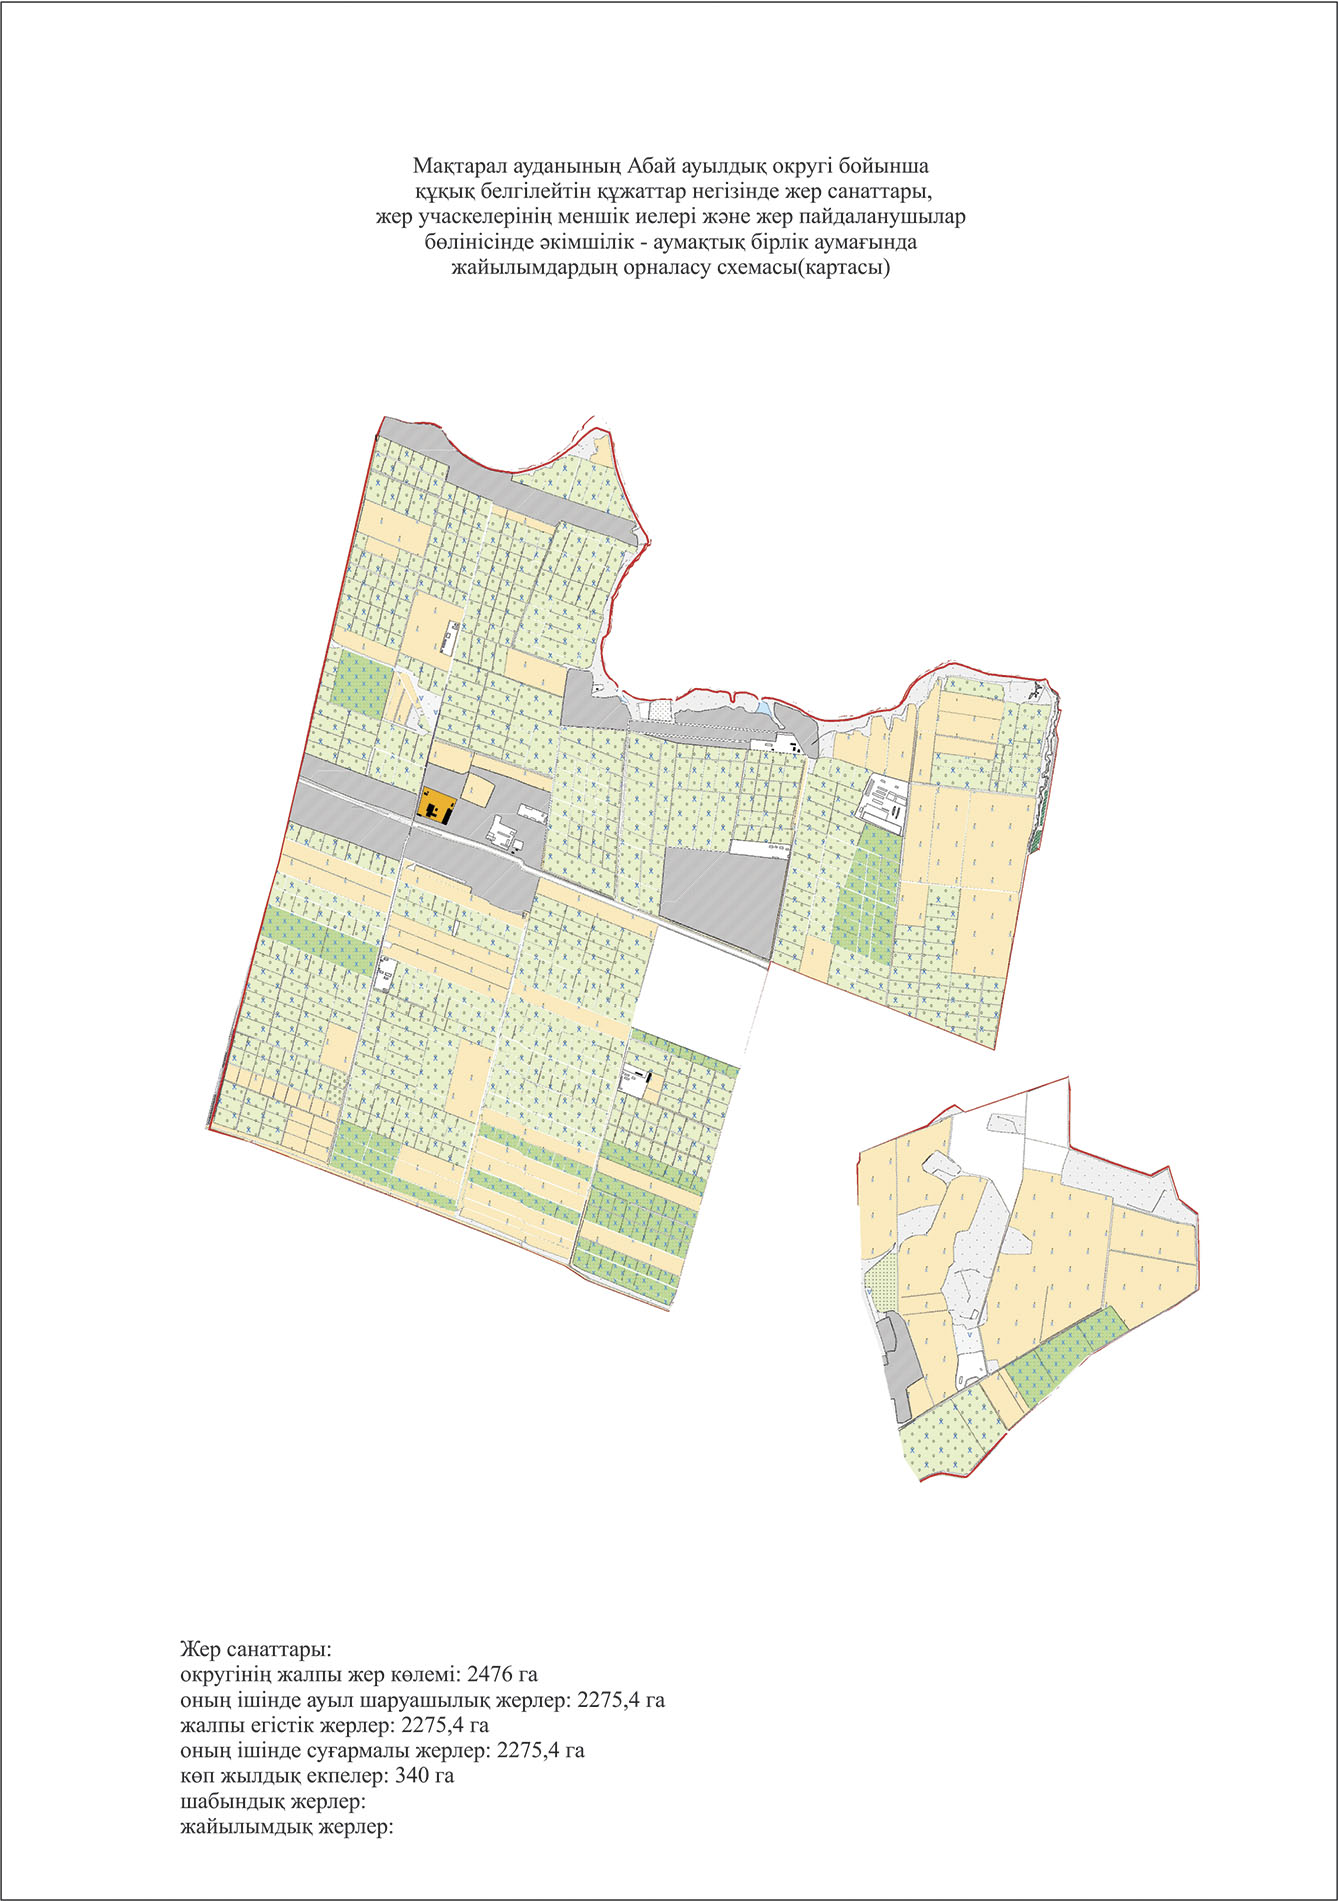 Мақтарал ауданының Абай ауылдық округі бойынша
құқық белгілейтін құжаттар негізінде жер санаттары,
жер учаскелерінің меншік иелері және жер пайдаланушылар
бөлінісінде әкімшілік - аумақтық бірлік аумағында
жайылымдардың орналасу схемасы(картасы)
Жер санаттары:
округінің жалпы жер көлемі: 2476 га
оның ішінде ауыл шаруашылық жерлер: 2275,4 га
жалпы егістік жерлер: 2275,4 га
оның ішінде суғармалы жерлер: 2275,4 га
көп жылдық екпелер: 340 га
шабындық жерлер:
жайылымдық жерлер: